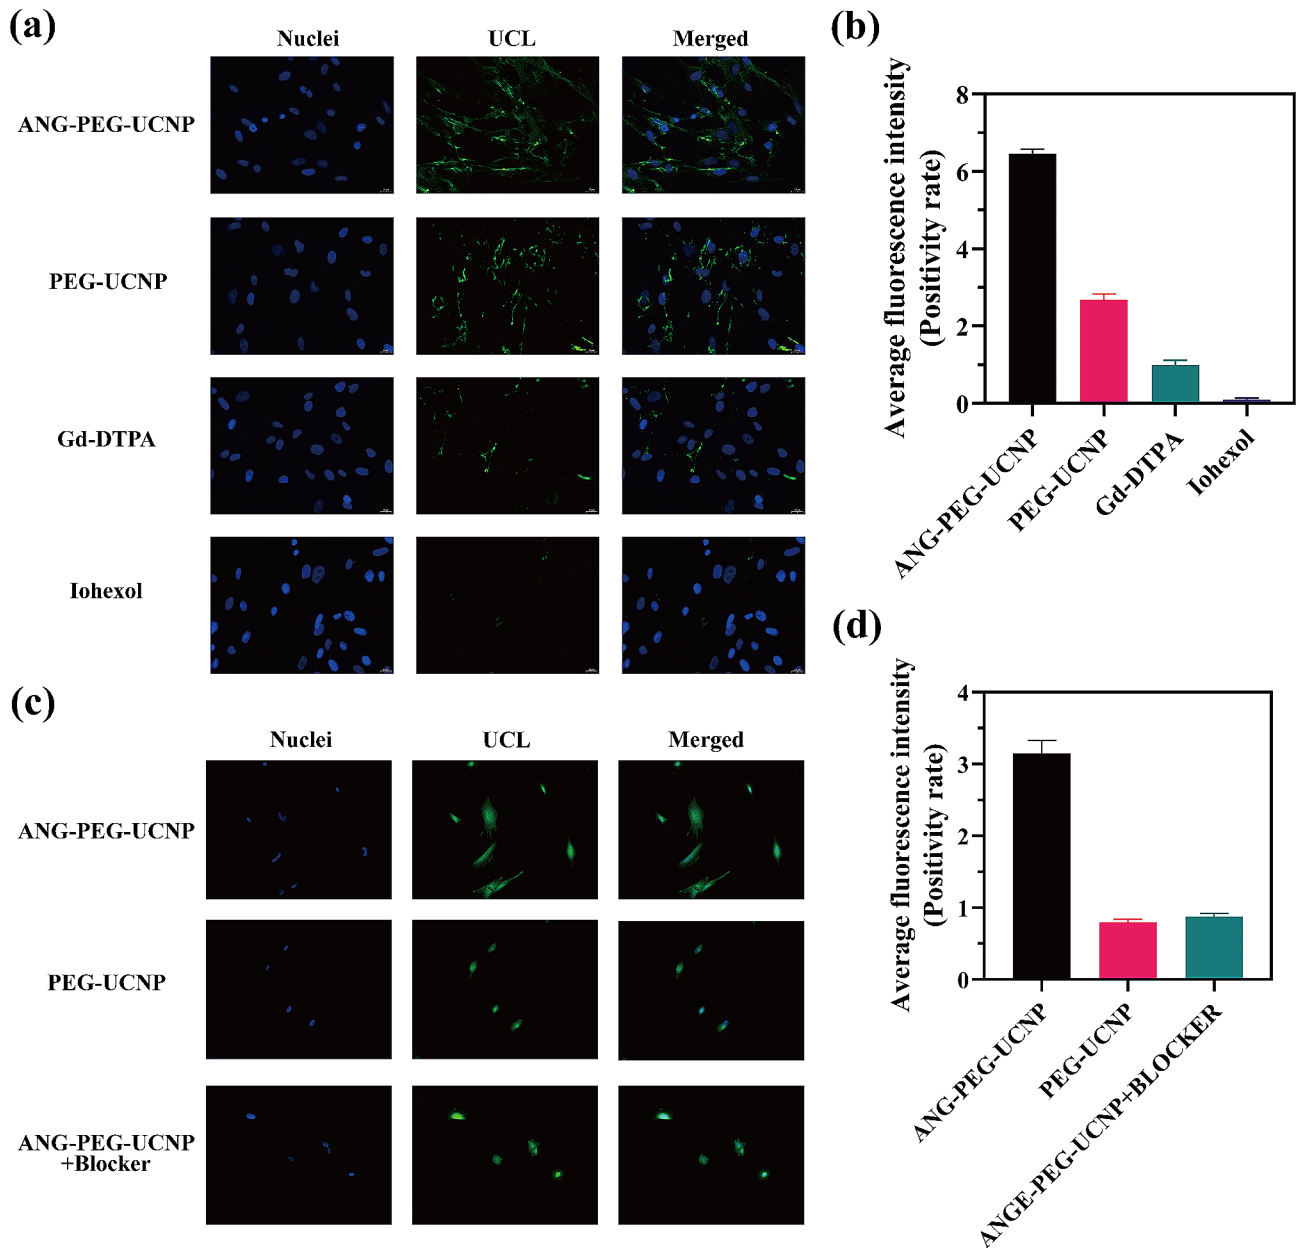 (a)
Nuclei UCL Merged
ANG-PEG-UCNP
PEG-UCNP
Gd-DTPA
Iohexol
(b)
Average fluorescence intensity
(Positivity rate)
8
6
4
2
0
ANG-PEG-UCNP
PEG-UCNP
Gd-DTPA
Iohexol
(c)
Nuclei UCL Merged
ANG-PEG-UCNP
PEG-UCNP
ANG-PEG-UCNP
+Blocker
(d)
Average fluorescence intensity
(Positivity rate)
4
3
2
1
0
ANG-PEG-UCNP
PEG-UCNP
ANGE-PEG-UCNP+BLOCKER